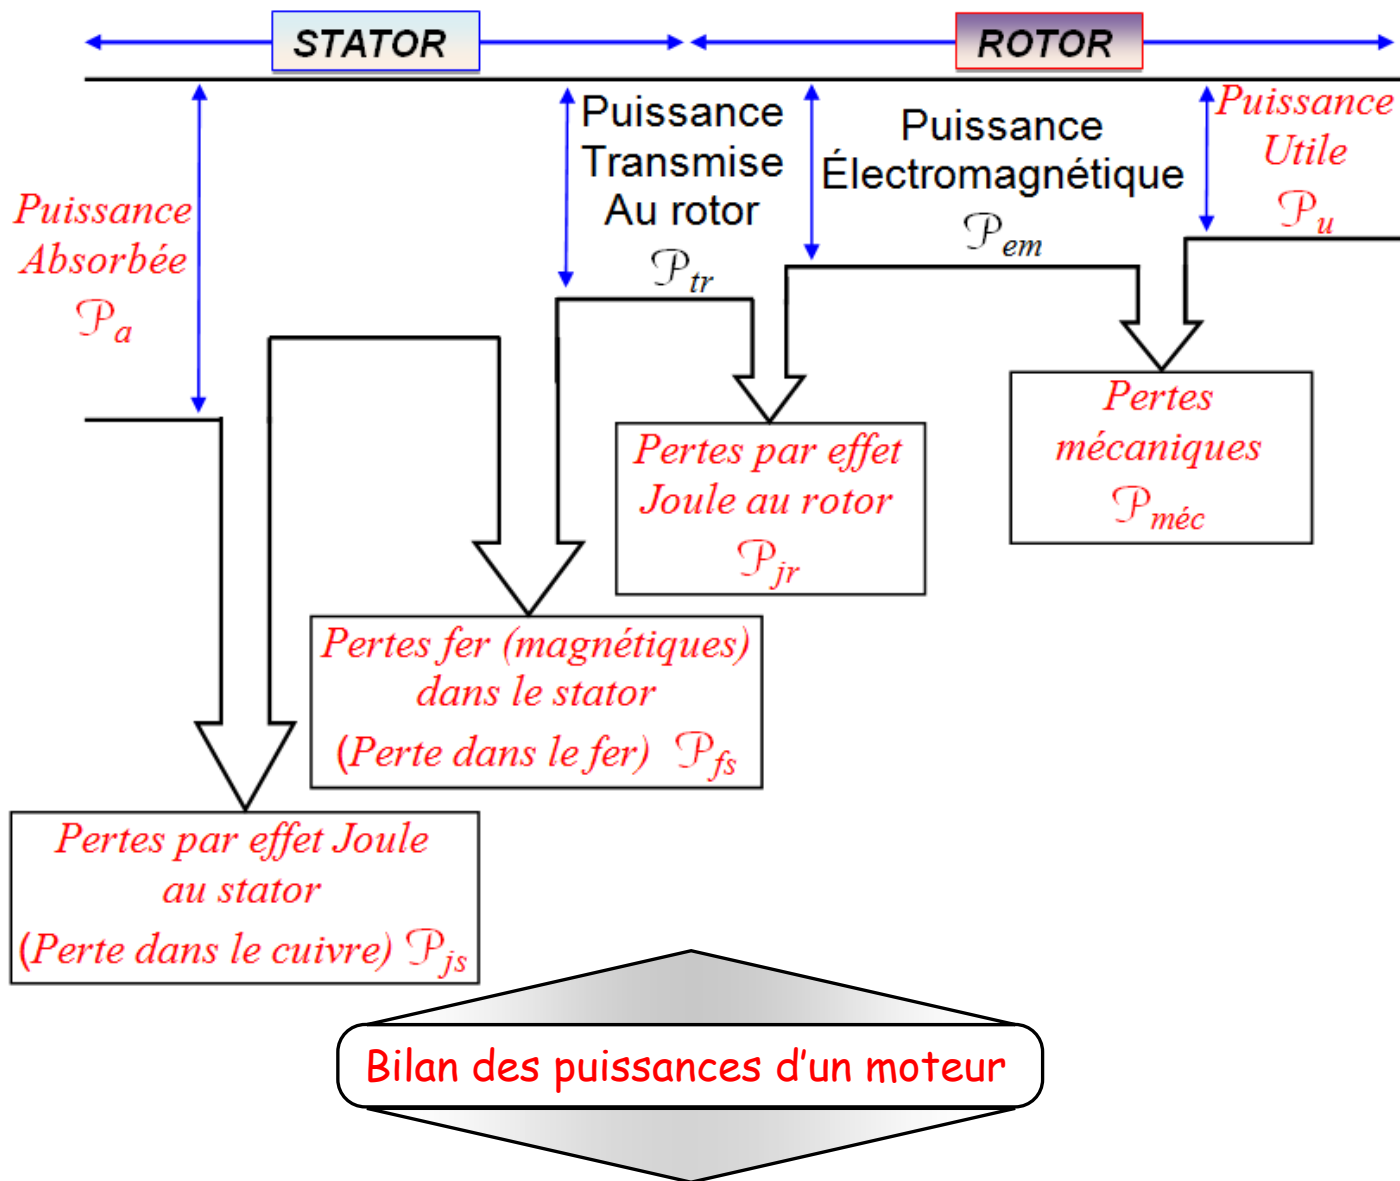 STATOR
ROTOR
Puissance
Absorbée
𝒫a
Puissance
Transmise
Au rotor
𝒫tr
Puissance
Électromagnétique
𝒫em
Puissance
Utile
𝒫u
Pertes par effet
Joule au rotor
𝒫jr
Pertes
mécaniques
𝒫méc
Pertes fer (magnétiques)
dans le stator
(Perte dans le fer) 𝒫fs
Pertes par effet Joule
au stator
(Perte dans le cuivre) 𝒫js
Bilan des puissances d'un moteur